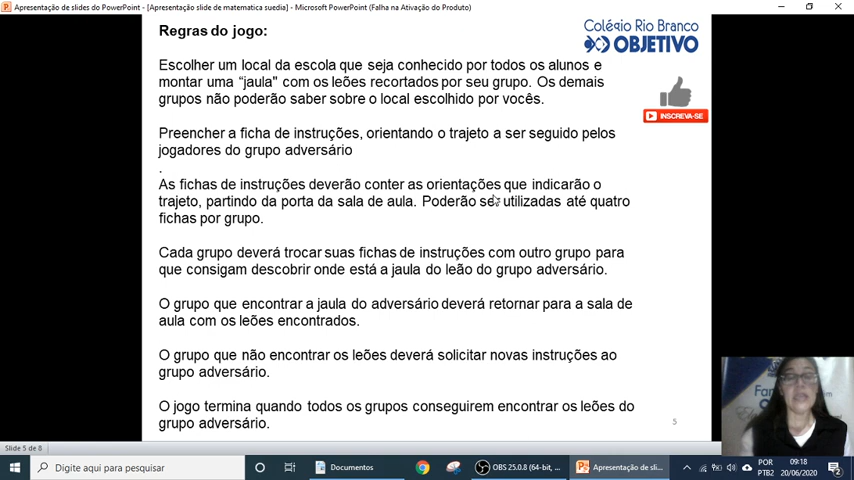 Apresentação de slides do PowerPoint - [Apresentação slide de matematica suedia] - Microsoft PowerPoint (Falha na Ativação do Produto)
Regras do jogo:
Colégio Rio Branco
OBJETIVO
Escolher um local da escola que seja conhecido por todos os alunos e
montar uma “jaula" com os leões recortados por seu grupo. Os demais
grupos não poderão saber sobre o local escolhido por vocês.
INSCREVA-SE
Preencher a ficha de instruções, orientando o trajeto a ser seguido pelos
jogadores do grupo adversário
.
As fichas de instruções deverão conter as orientações que indicarão o
trajeto, partindo da porta da sala de aula. Poderão ser utilizadas até quatro
fichas por grupo.
Cada grupo deverá trocar suas fichas de instruções com outro grupo para
que consigam descobrir onde está a jaula do leão do grupo adversário.
O grupo que encontrar a jaula do adversário deverá retornar para a sala de
aula com os leões encontrados.
O grupo que não encontrar os leões deverá solicitar novas instruções ao
grupo adversário.
O jogo termina quando todos os grupos conseguirem encontrar os leões do
grupo adversário.
5
Slide 5 de 8
Digite aqui para pesquisar
Documentos
OBS 25.0.8 (64-bit, ...
Apresentação de sli...
POR
PTB2
09:18
20/06/2020
2